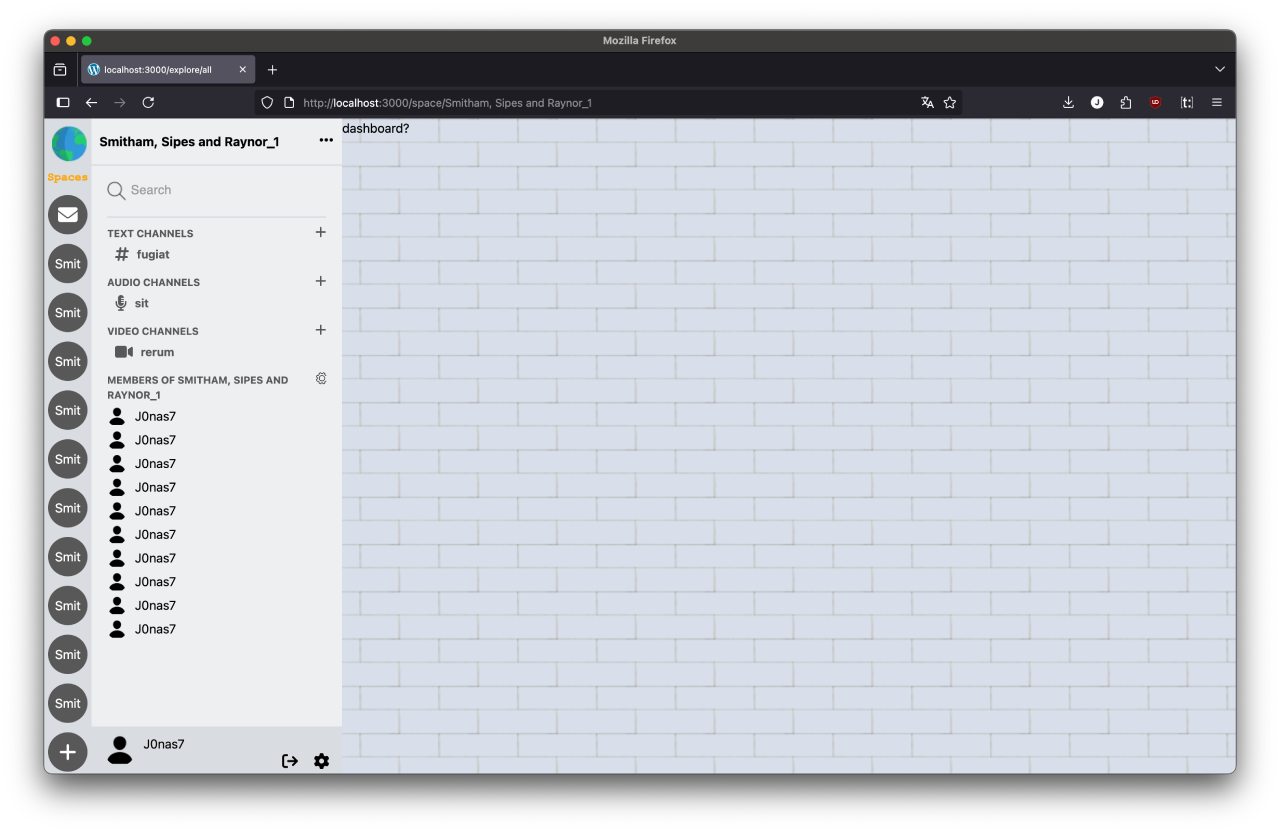 Mozilla Firefox
localhost:3000/explore/all
http://localhost:3000/space/Smitham, Sipes and Raynor_1
Spaces
Smit
Smit
Smit
Smit
Smit
Smit
Smit
Smit
Smit
Smit
Smitham, Sipes and Raynor_1
Search
TEXT CHANNELS
fugiat
AUDIO CHANNELS
sit
VIDEO CHANNELS
rerum
MEMBERS OF SMITHAM, SIPES AND
RAYNOR_1
J0nas7
J0nas7
J0nas7
J0nas7
J0nas7
J0nas7
J0nas7
J0nas7
J0nas7
J0nas7
J0nas7
dashboard?